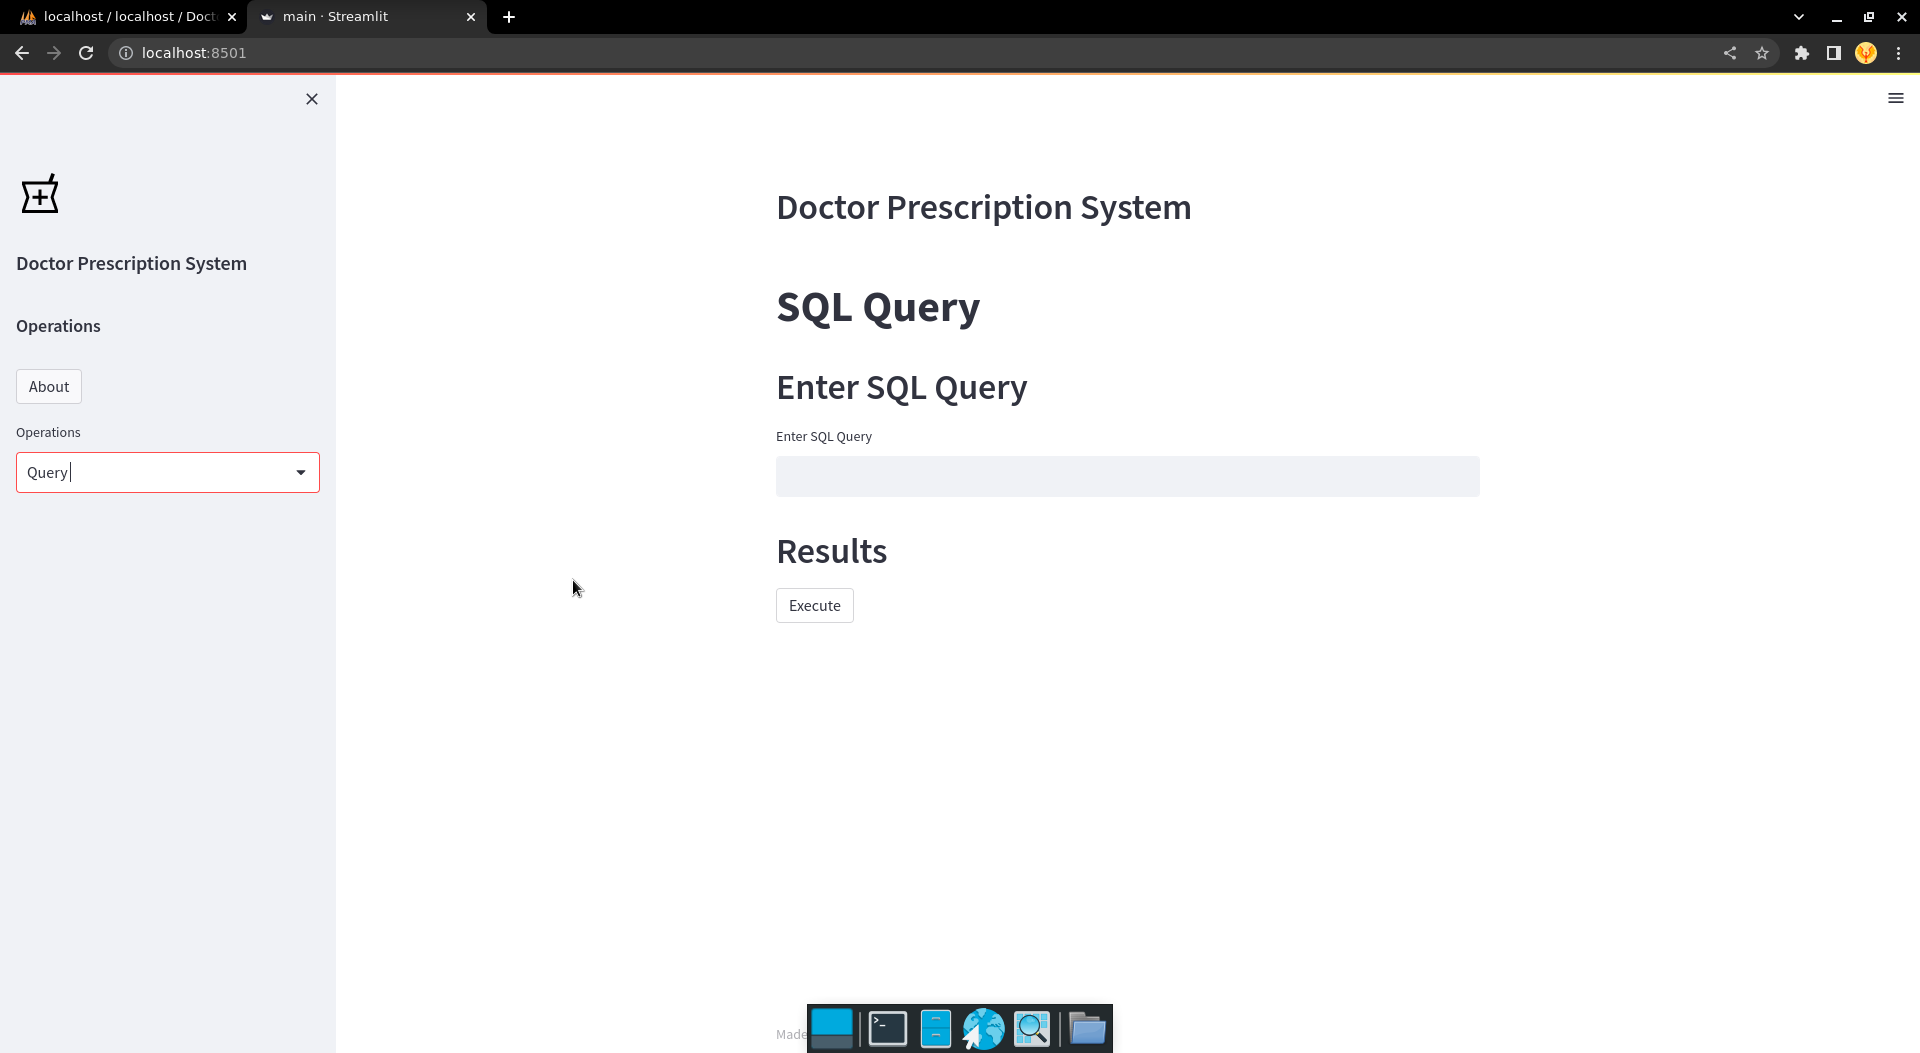 localhost / localhost / Doct
main · Streamlit
localhost:8501
Doctor Prescription System
Operations
About
Operations
Query
Doctor Prescription System
SQL Query
Enter SQL Query
Enter SQL Query
Results
Execute
Made
>_